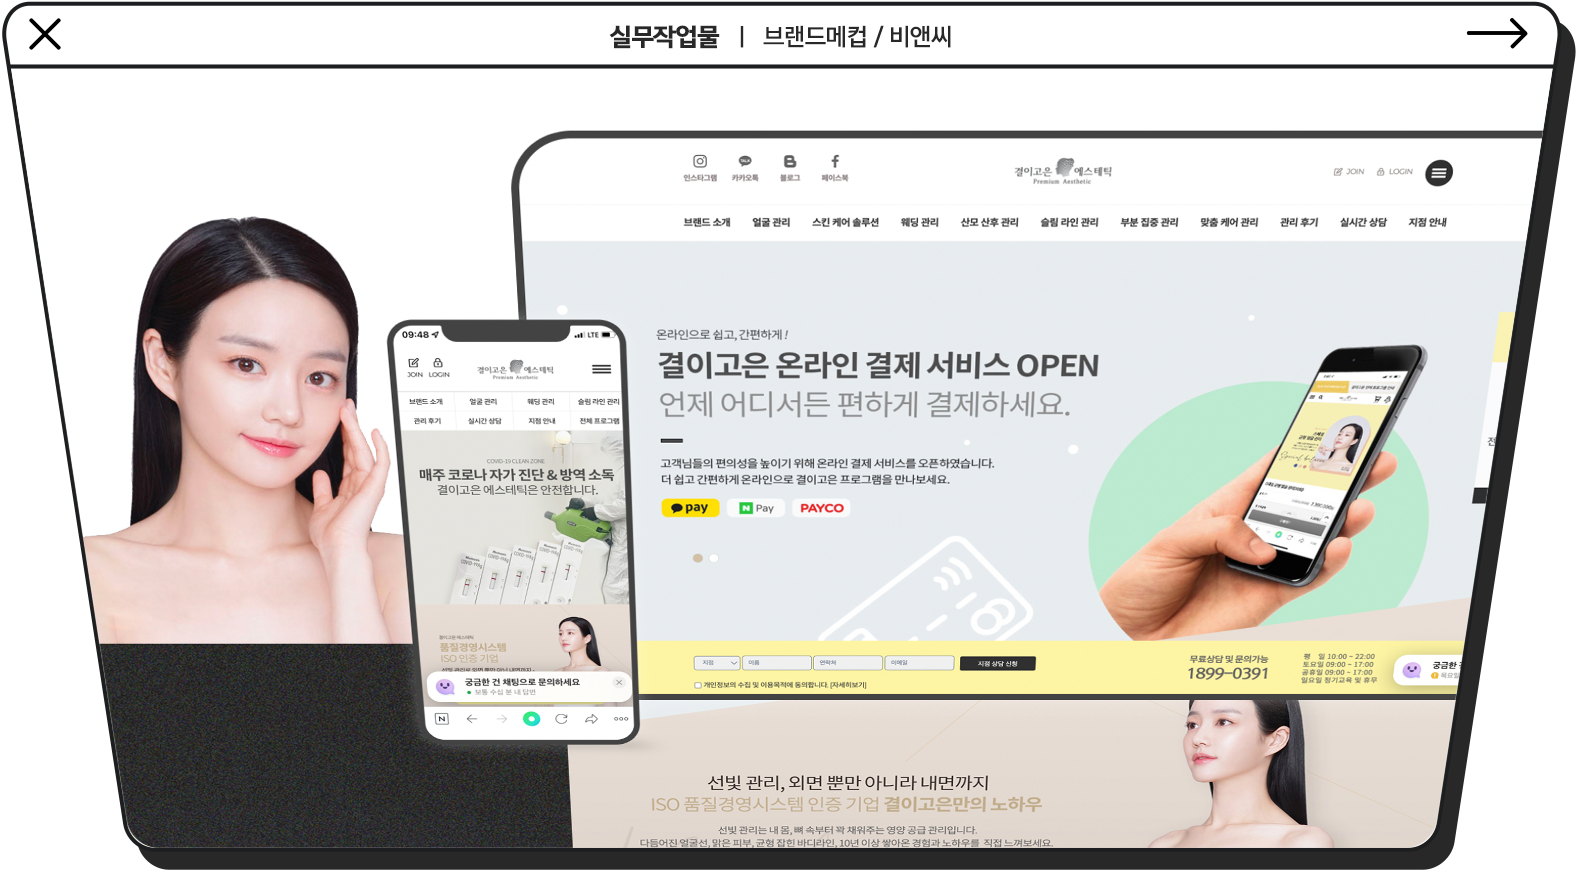 실무작업물 | 브랜드메컵 / 비앤씨
인스타그램 카카오톡 블로그 페이스북
결이고은 에스테틱
Premium Aesthetic
JOIN LOGIN
브랜드 소개 얼굴 관리 스킨 케어 솔루션 웨딩 관리 산모 산후 관리 슬림 라인 관리 부분 집중 관리 맞춤 케어 관리 관리 후기 실시간 상담 지점 안내
온라인으로 쉽고, 간편하게 !
결이고은 온라인 결제 서비스 OPEN
언제 어디서든 편하게 결제하세요.
고객님들의 편의성을 높이기 위해 온라인 결제 서비스를 오픈하였습니다.
더 쉽고 간편하게 온라인으로 결이고은 프로그램을 만나보세요.
pay N Pay PAYCO
지점 이름 연락처 이메일 지점 상담 신청
개인정보의 수집 및 이용목적에 동의합니다. [자세히보기]
무료상담 및 문의가능
1899-0391
평 일 10:00 ~ 22:00
토요일 09:00 ~ 17:00
공휴일 09:00 ~ 17:00
일요일 정기교육 및 휴무
궁금한
09:48 LTE
JOIN LOGIN
결이고은 에스테틱
Premium Aesthetic
브랜드 소개 얼굴 관리 웨딩 관리 슬림 라인 관리
관리 후기 실시간 상담 지점 안내 전체 프로그램
COVID-19 CLEAN ZONE
매주 코로나 자가 진단 & 방역 소독
결이고은 에스테틱은 안전합니다.
결이고은 에스테틱
품질경영시스템
ISO 인증 기업
궁금한 건 채팅으로 문의하세요
보통 수십 분 내 답변
N
선빛 관리, 외면 뿐만 아니라 내면까지
ISO 품질경영시스템 인증 기업 결이고은만의 노하우
선빛 관리는 내 몸, 뼈 속부터 꽉 채워주는 영양 공급 관리입니다.
다듬어진 얼굴선, 맑은 피부, 균형 잡힌 바디라인, 10년 이상 쌓아온 경험과 노하우를 직접 느껴보세요.